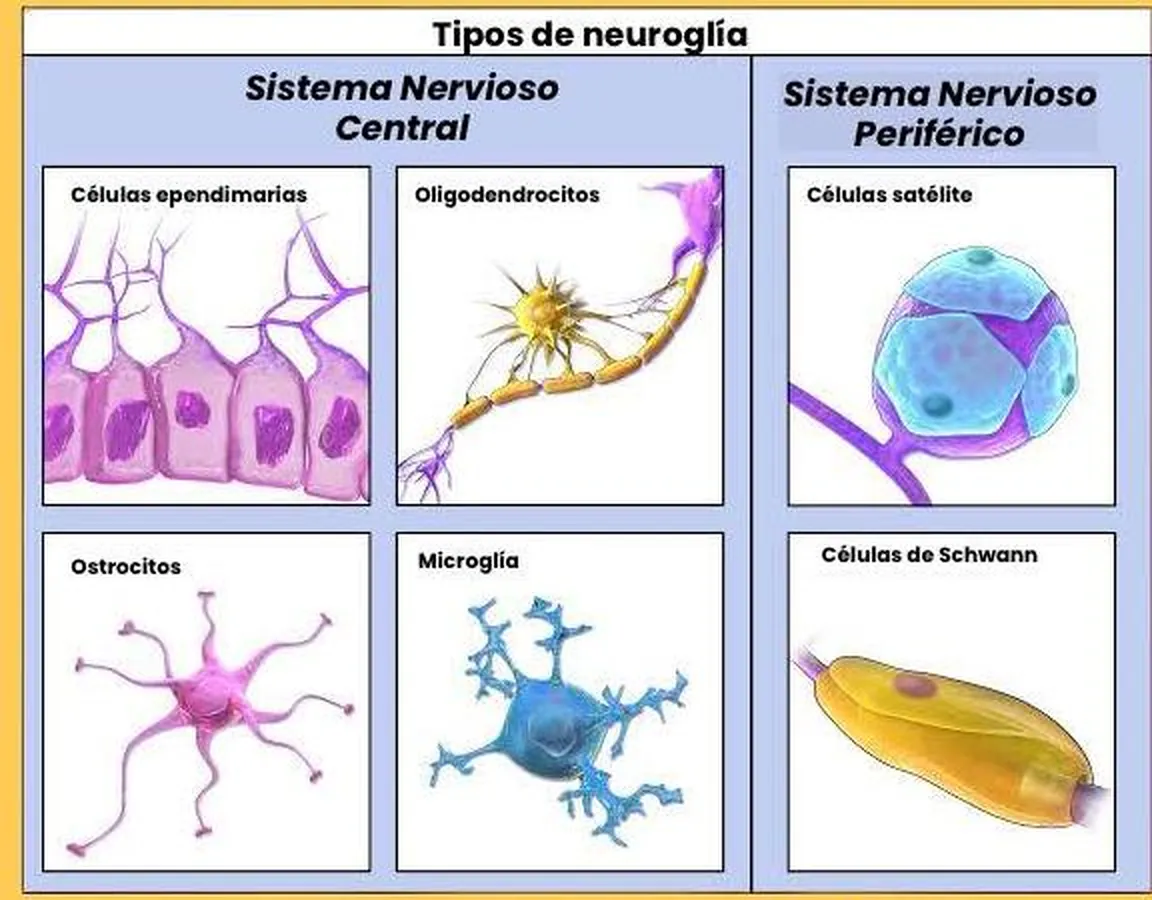 Tipos de neuroglía
Sistema Nervioso
Central
Sistema Nervioso
Periférico
Células ependimarias
Oligodendrocitos
Células satélite
Ostrocitos
Microglía
Células de Schwann